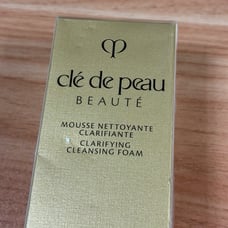 clé de peau
BEAUTÉ
MOUSSE NETTOYANTE
CLARIFIANTE
CLARIFYING
CLEANSING FOAM